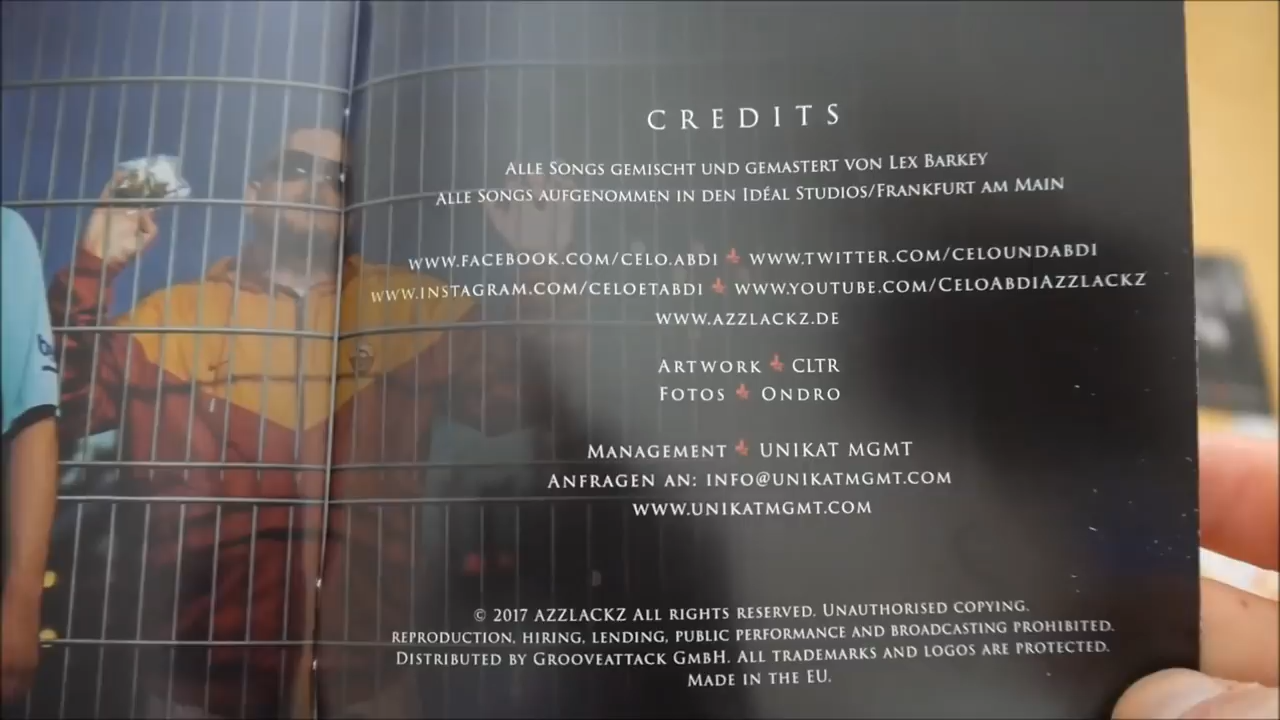 CREDITS
ALLE SONGS GEMISCHT UND GEMASTERT VON LEX BARKEY
ALLE SONGS AUFGENOMMEN IN DEN IDÉAL STUDIOS/FRANKFURT AM MAIN
WWW.FACEBOOK.COM/CELO.ABDI WWW.TWITTER.COM/CELOUNDABDI
WWW.INSTAGRAM.COM/CELOETABDI WWW.YOUTUBE.COM/CELOABDIAZZLACKZ
WWW.AZZLACKZ.DE
ARTWORK CLTR
FOTOS ONDRO
MANAGEMENT UNIKAT MGMT
ANFRAGEN AN: INFO@UNIKATMGMT.COM
WWW.UNIKATMGMT.COM
© 2017 AZZLACKZ ALL RIGHTS RESERVED. UNAUTHORISED COPYING.
REPRODUCTION, HIRING, LENDING, PUBLIC PERFORMANCE AND BROADCASTING PROHIBITED.
DISTRIBUTED BY GROOVEATTACK GMBH. ALL TRADEMARKS AND LOGOS ARE PROTECTED.
MADE IN THE EU.